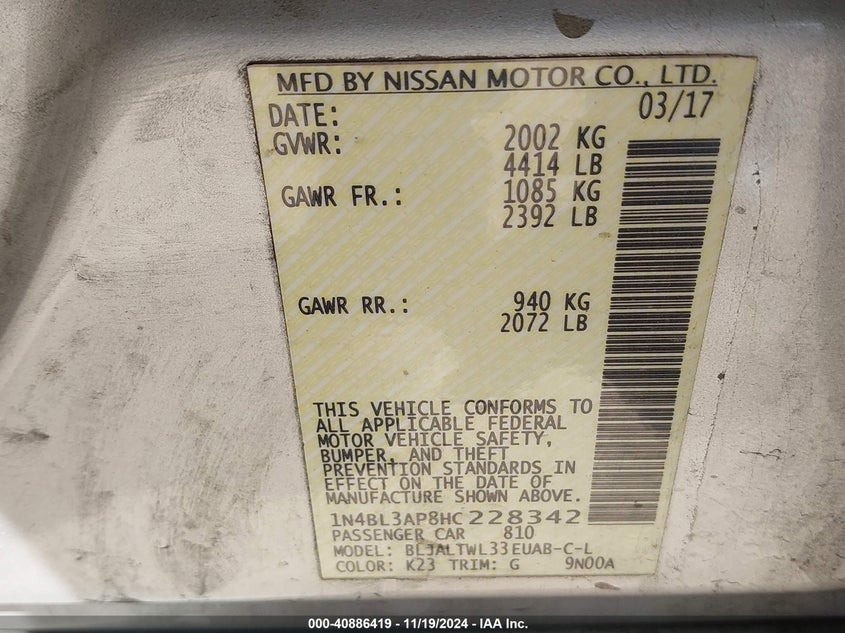 MFD BY NISSAN MOTOR CO., LTD.
DATE: 03/17
GVWR: 2002 KG
4414 LB
GAWR FR.: 1085 KG
2392 LB
GAWR RR.: 940 KG
2072 LB
THIS VEHICLE CONFORMS TO
ALL APPLICABLE FEDERAL
MOTOR VEHICLE SAFETY,
BUMPER, AND THEFT
PREVENTION STANDARDS IN
EFFECT ON THE DATE OF
MANUFACTURE SHOWN ABOVE.
1N4BL3AP8HC228342
PASSENGER CAR 810
MODEL: BLJALTWL33EUAB-C-L
COLOR: K23 TRIM: G 9N00A
000-40886419 - 11/19/2024 - IAA Inc.